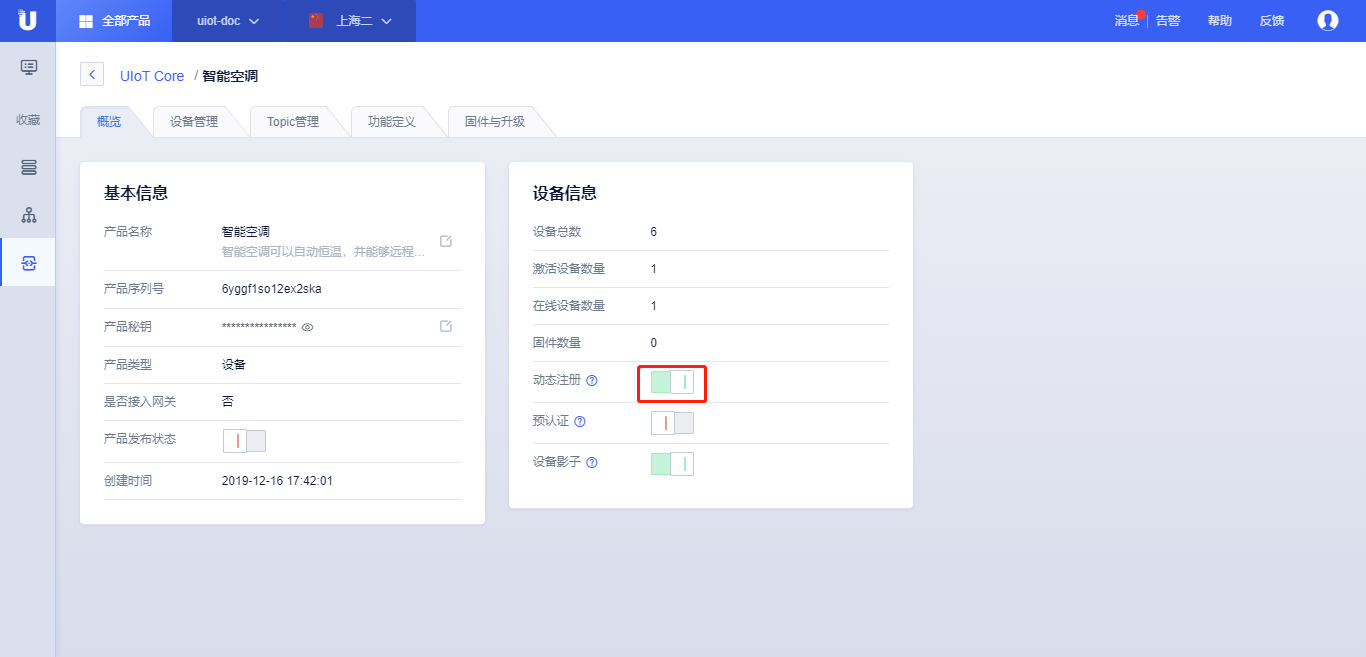 U
全部产品
uiot-doc
上海二
消息
告警
帮助
反馈
收藏
UIoT Core / 智能空调
概览
设备管理
Topic管理
功能定义
固件与升级
基本信息
产品名称 智能空调
智能空调可以自动恒温，并能够远程...
产品序列号 6yggf1so12ex2ska
产品秘钥 ****************
产品类型 设备
是否接入网关 否
产品发布状态
创建时间 2019-12-16 17:42:01
设备信息
设备总数 6
激活设备数量 1
在线设备数量 1
固件数量 0
动态注册 ?
预认证 ?
设备影子 ?